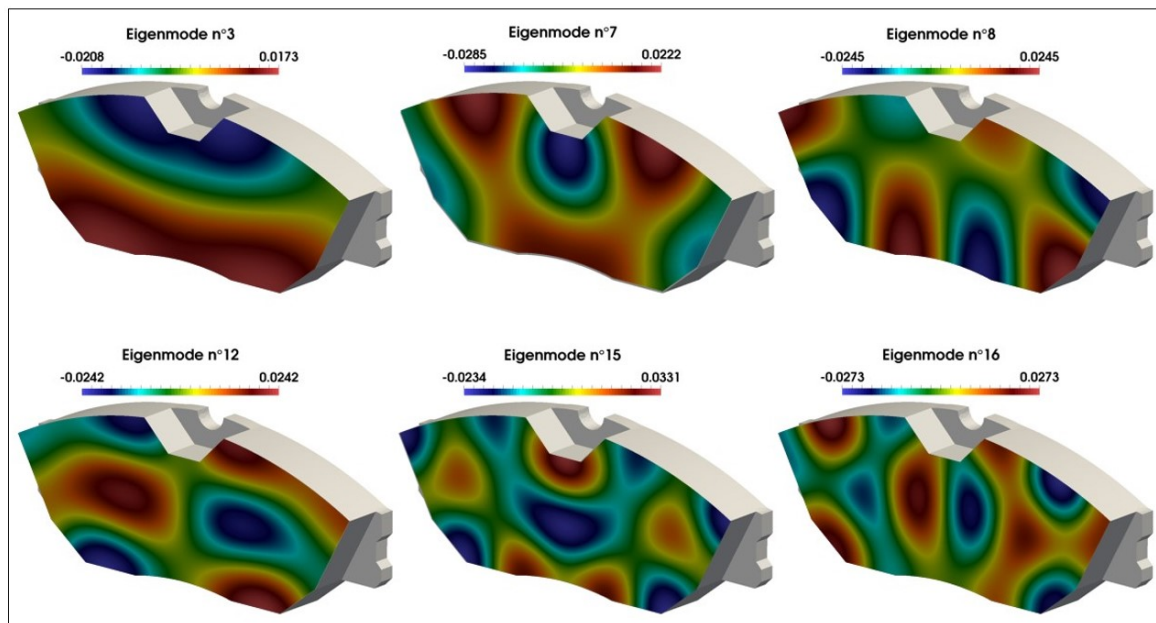 Eigenmode n°3
-0.0208 0.0173
Eigenmode n°7
-0.0285 0.0222
Eigenmode n°8
-0.0245 0.0245
Eigenmode n°12
-0.0242 0.0242
Eigenmode n°15
-0.0234 0.0331
Eigenmode n°16
-0.0273 0.0273